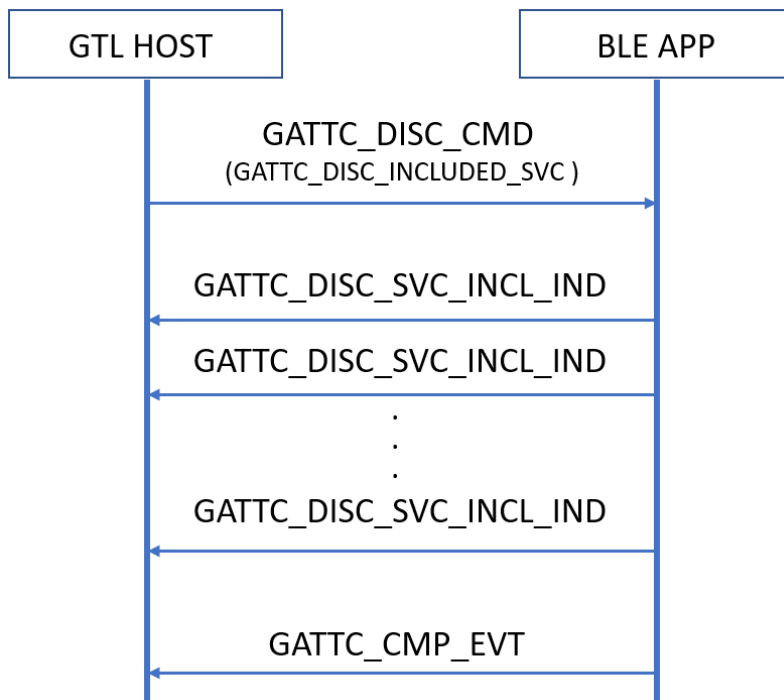 GTL HOST
BLE APP
GATTC_DISC_CMD
(GATTC_DISC_INCLUDED_SVC )
GATTC_DISC_SVC_INCL_IND
GATTC_DISC_SVC_INCL_IND
.
.
.
GATTC_DISC_SVC_INCL_IND
GATTC_CMP_EVT